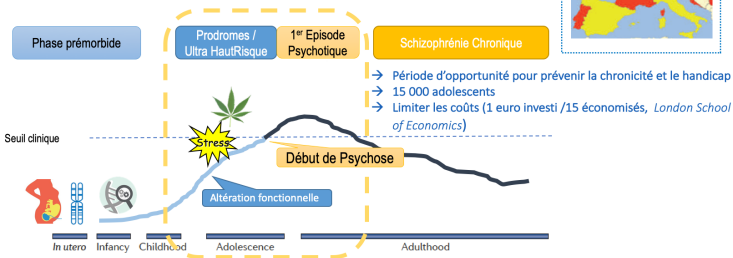 Phase prémorbide
Prodromes /
Ultra HautRisque
1er Episode
Psychotique
Schizophrénie Chronique
→ Période d'opportunité pour prévenir la chronicité et le handicap
→ 15 000 adolescents
→ Limiter les coûts (1 euro investi /15 économisés, London School
of Economics)
Seuil clinique
Stress
Début de Psychose
Altération fonctionnelle
In utero
Infancy
Childhood
Adolescence
Adulthood